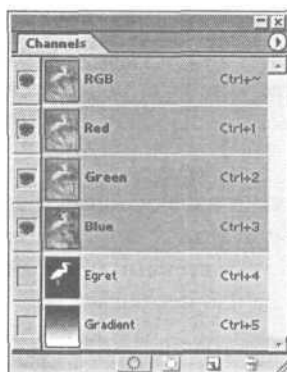 Channels
RGB Ctrl+~
Red Ctrl+1
Green Ctrl+2
Blue Ctrl+3
Egret Ctrl+4
Gradient Ctrl+5